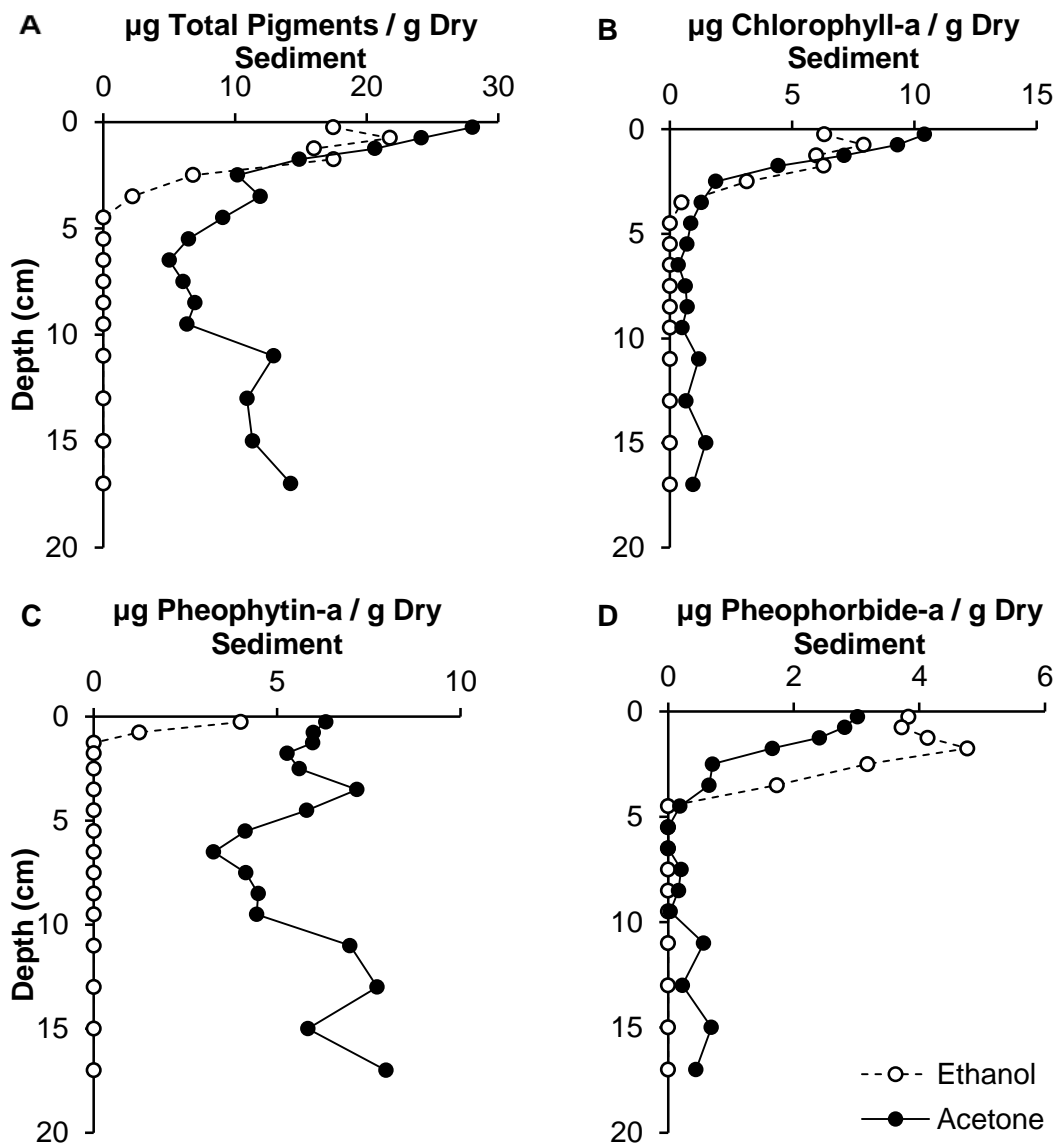 A
µg Total Pigments / g Dry
Sediment
0 10 20 30
0
5
10
15
20
Depth (cm)
B
µg Chlorophyll-a / g Dry
Sediment
0 5 10 15
0
5
10
15
20
C
µg Pheophytin-a / g Dry
Sediment
0 5 10
0
5
10
15
20
Depth (cm)
D
µg Pheophorbide-a / g Dry
Sediment
0 2 4 6
0
5
10
15
20
Ethanol
Acetone